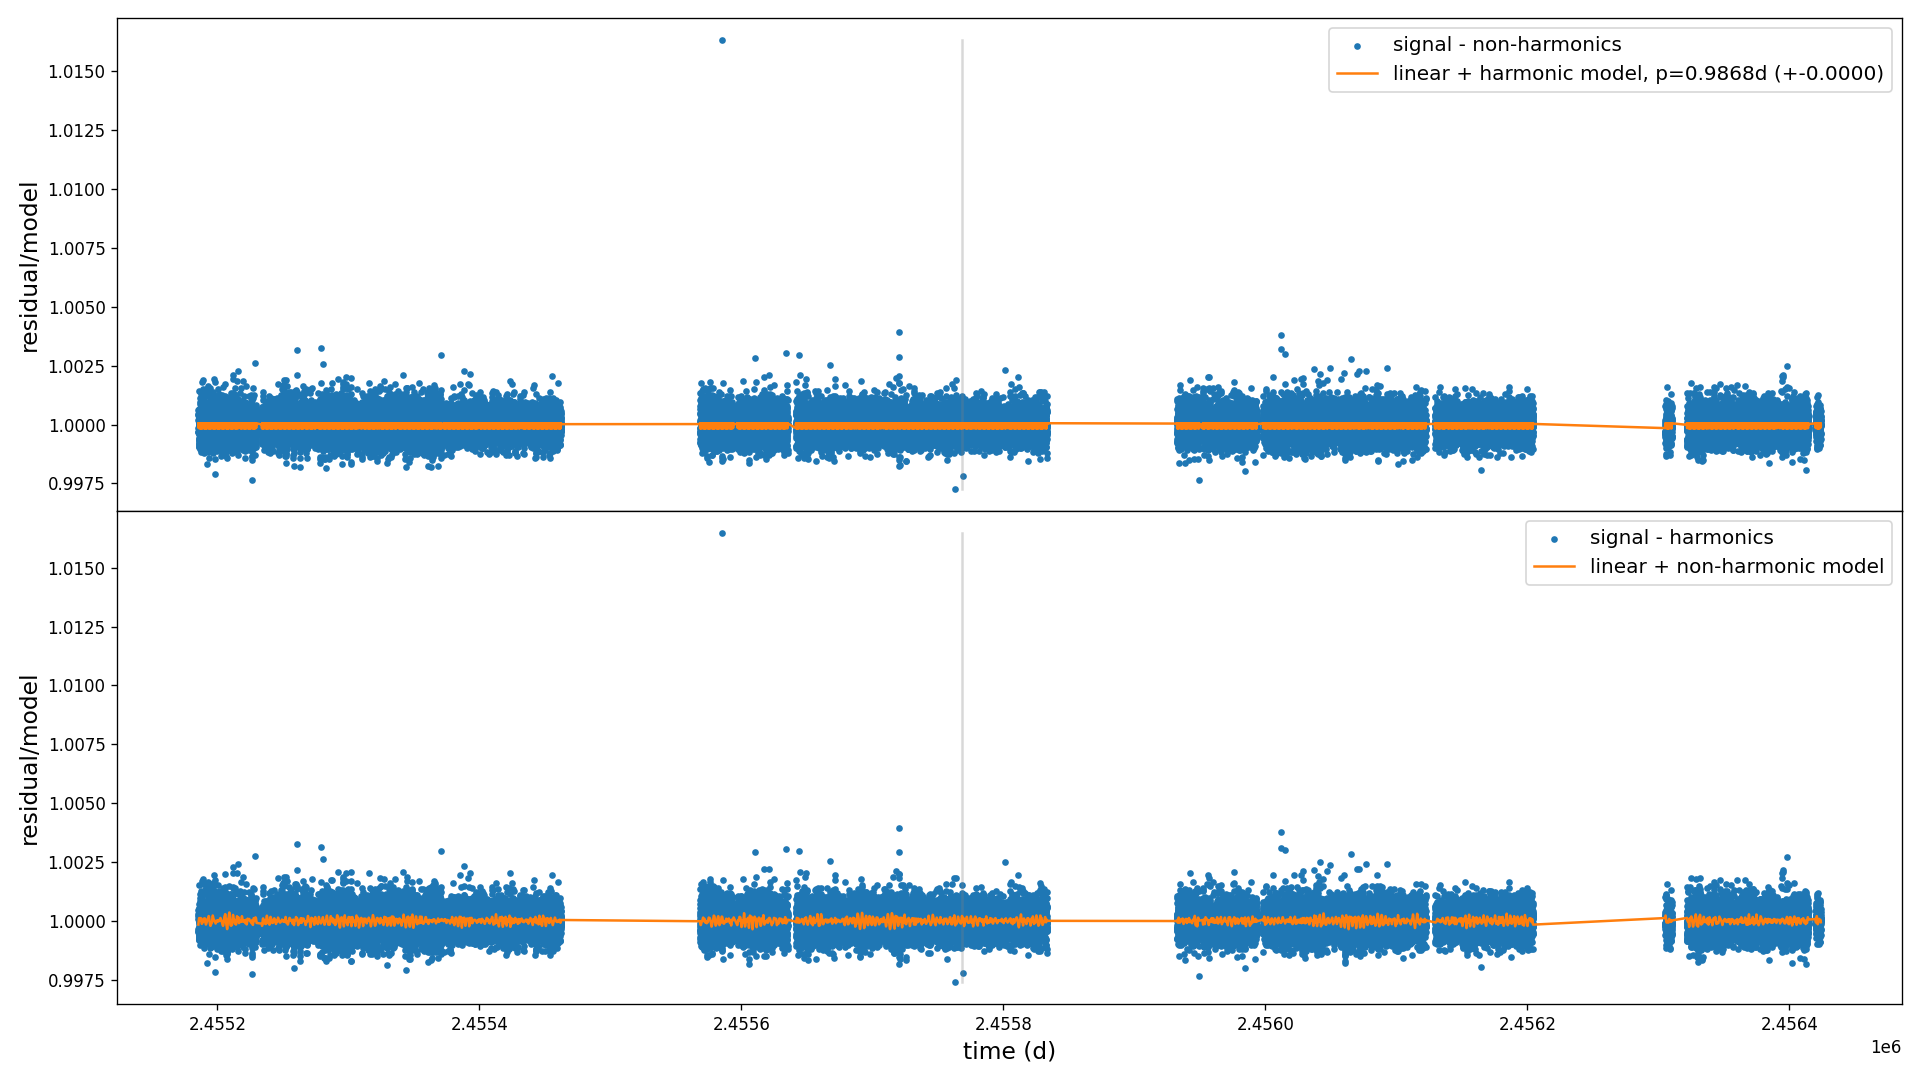 signal - non-harmonics
linear + harmonic model, p=0.9868d (+-0.0000)
1.0150
1.0125
1.0100
1.0075
1.0050
1.0025
1.0000
0.9975
residual/model
signal - harmonics
linear + non-harmonic model
1.0150
1.0125
1.0100
1.0075
1.0050
1.0025
1.0000
0.9975
residual/model
2.4552 2.4554 2.4556 2.4558 2.4560 2.4562 2.4564
1e6
time (d)